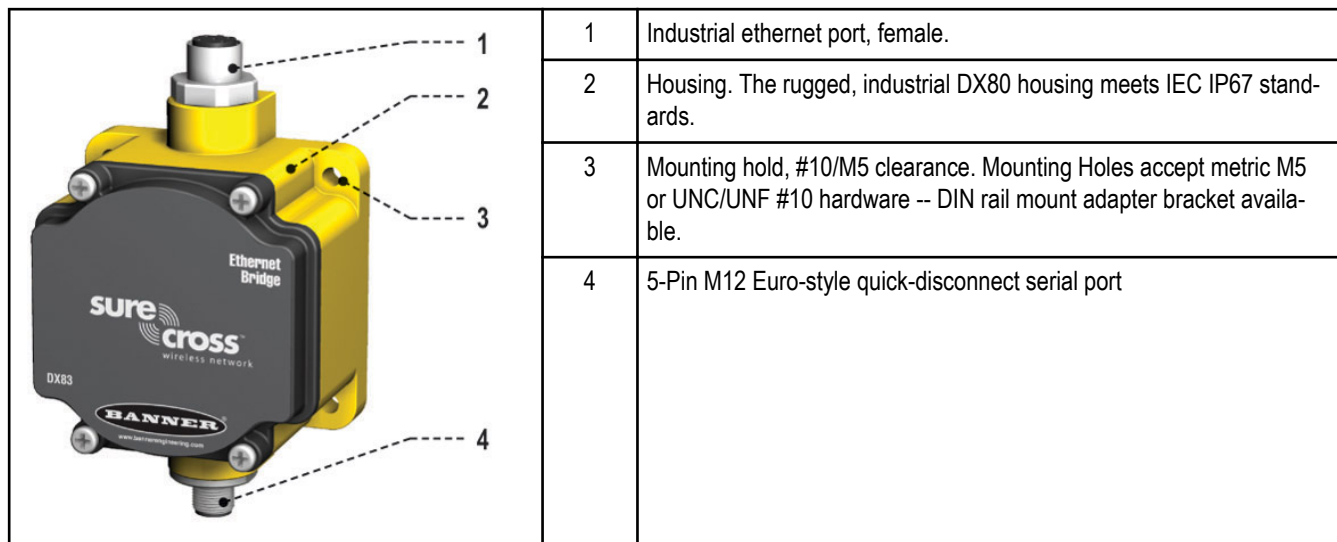 1
2
3
4
Ethernet
Bridge
sure
cross™
wireless network
DX83
BANNER®
www.bannerengineering.com
1 Industrial ethernet port, female.
2 Housing. The rugged, industrial DX80 housing meets IEC IP67 stand-
ards.
3 Mounting hold, #10/M5 clearance. Mounting Holes accept metric M5
or UNC/UNF #10 hardware -- DIN rail mount adapter bracket availa-
ble.
4 5-Pin M12 Euro-style quick-disconnect serial port